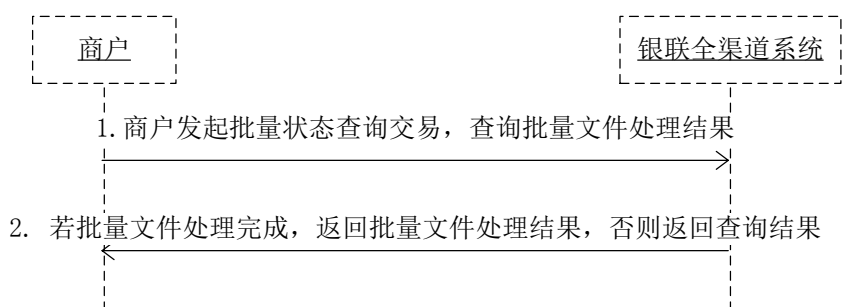 商户
银联全渠道系统
1.商户发起批量状态查询交易，查询批量文件处理结果
2. 若批量文件处理完成，返回批量文件处理结果，否则返回查询结果